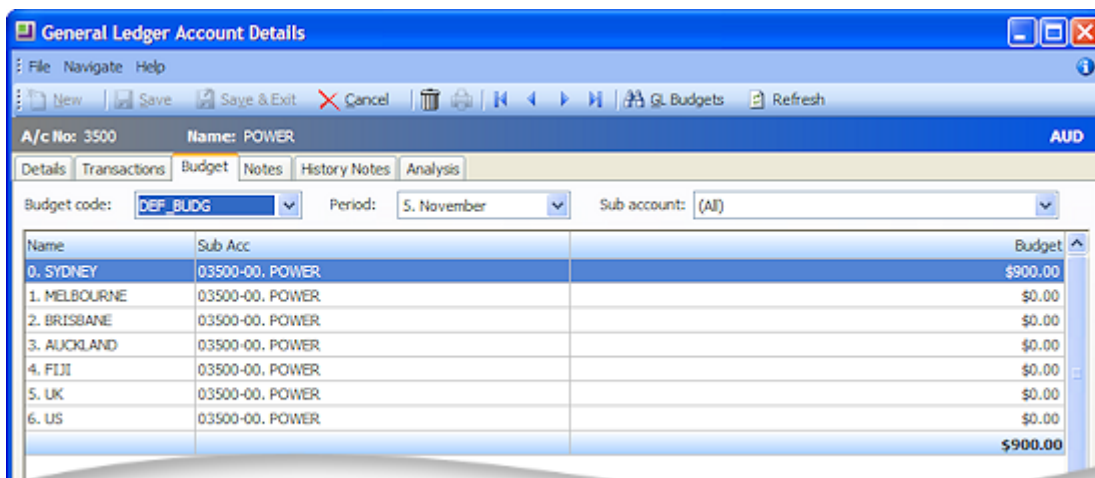 General Ledger Account Details
File Navigate Help
New Save Save & Exit Cancel GL Budgets Refresh
A/c No: 3500 Name: POWER AUD
Details Transactions Budget Notes History Notes Analysis
Budget code: DEF_BUDG Period: 5. November Sub account: (All)
Name Sub Acc Budget
0. SYDNEY 03500-00. POWER $900.00
1. MELBOURNE 03500-00. POWER $0.00
2. BRISBANE 03500-00. POWER $0.00
3. AUCKLAND 03500-00. POWER $0.00
4. FIJI 03500-00. POWER $0.00
5. UK 03500-00. POWER $0.00
6. US 03500-00. POWER $0.00
$900.00